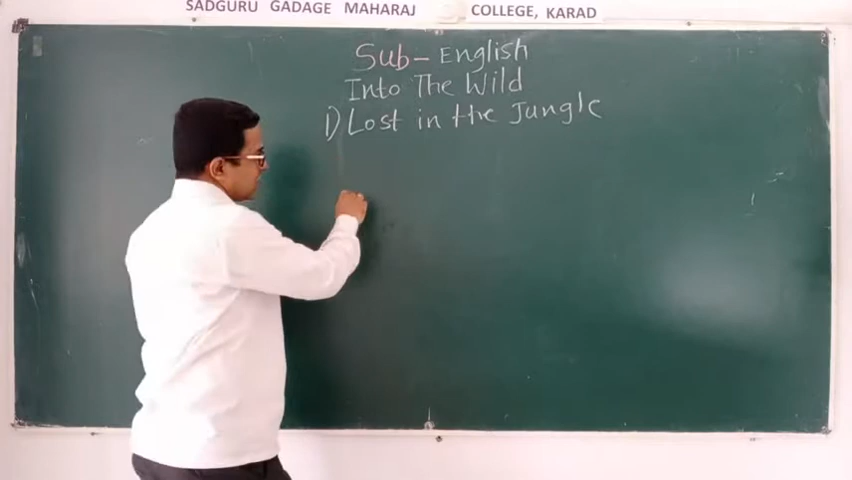 SADGURU GADAGE MAHARAJ COLLEGE, KARAD
Sub- English
Into The Wild
1) Lost in the Jungle